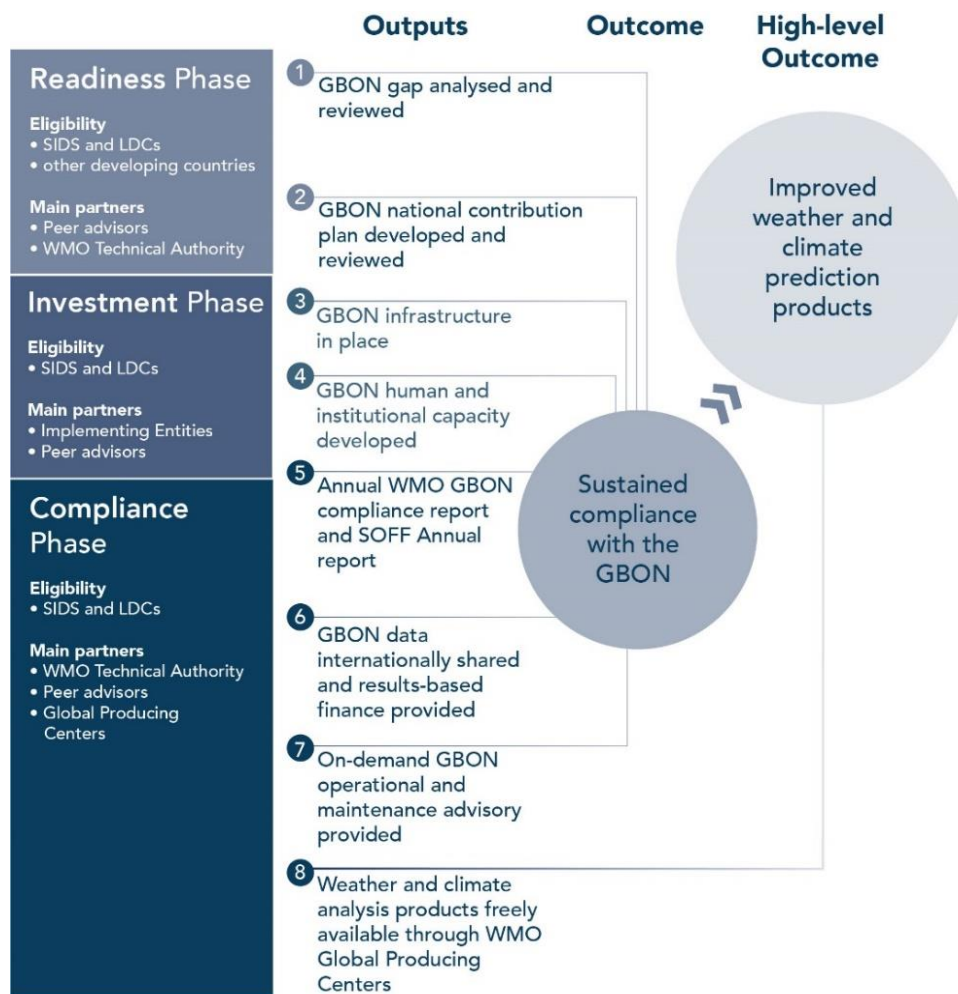 Outputs
Outcome
High-level
Outcome
Readiness Phase
Eligibility
• SIDS and LDCs
• other developing countries
Main partners
• Peer advisors
• WMO Technical Authority
Investment Phase
Eligibility
• SIDS and LDCs
Main partners
• Implementing Entities
• Peer advisors
Compliance
Phase
Eligibility
• SIDS and LDCs
Main partners
• WMO Technical Authority
• Peer advisors
• Global Producing
Centers
1
GBON gap analysed and
reviewed
2
GBON national contribution
plan developed and
reviewed
3
GBON infrastructure
in place
4
GBON human and
institutional capacity
developed
5
Annual WMO GBON
compliance report
and SOFF Annual
report
6
GBON data
internationally shared
and results-based
finance provided
7
On-demand GBON
operational and
maintenance advisory
provided
8
Weather and climate
analysis products freely
available through WMO
Global Producing
Centers
Sustained
compliance
with the
GBON
Improved
weather and
climate
prediction
products